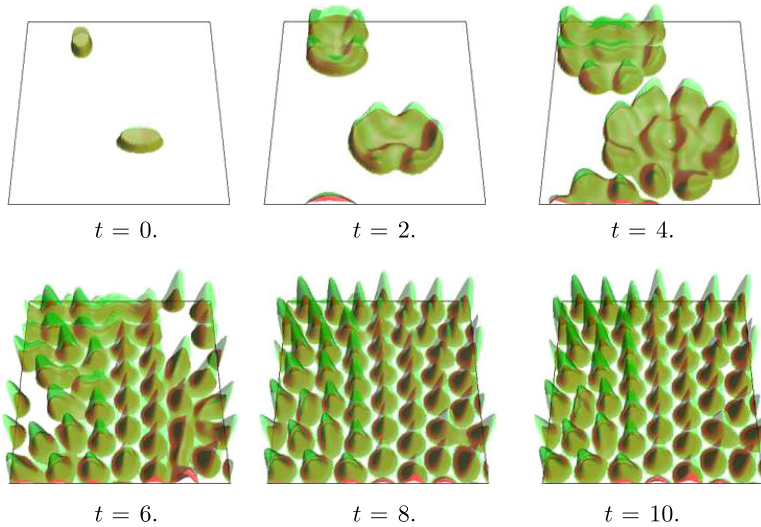 t = 0. t = 2. t = 4.
t = 6. t = 8. t = 10.